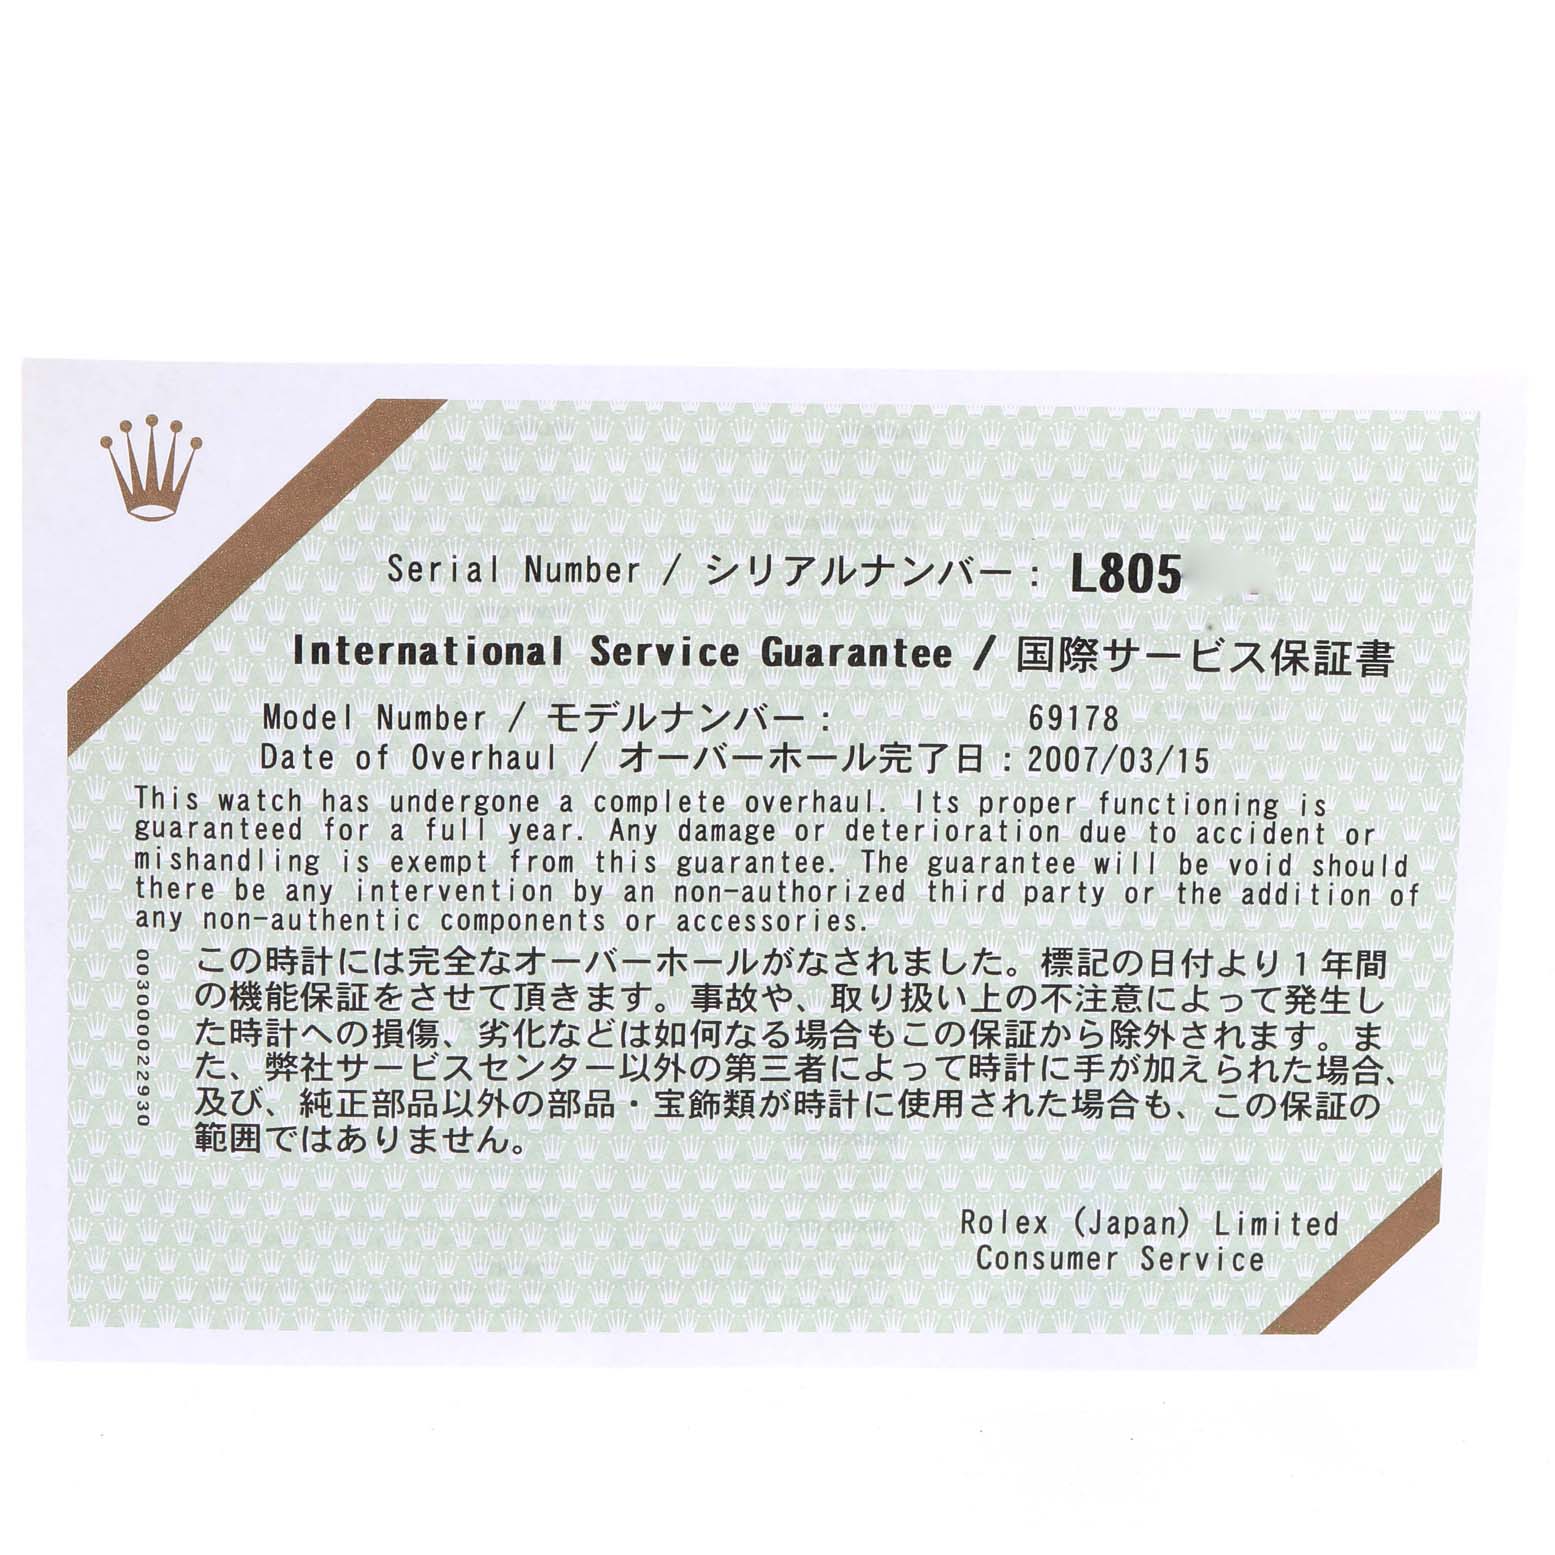 Serial Number / シリアルナンバー: L805
International Service Guarantee / 国際サービス保証書
Model Number / モデルナンバー: 69178
Date of Overhaul / オーバーホール完了日: 2007/03/15
This watch has undergone a complete overhaul. Its proper functioning is
guaranteed for a full year. Any damage or deterioration due to accident or
mishandling is exempt from this guarantee. The guarantee will be void should
there be any intervention by an non-authorized third party or the addition of
any non-authentic components or accessories.
0030000022930
この時計には完全なオーバーホールがなされました。標記の日付より1年間
の機能保証をさせて頂きます。事故や、取り扱い上の不注意によって発生し
た時計への損傷、劣化などは如何なる場合もこの保証から除外されます。ま
た、弊社サービスセンター以外の第三者によって時計に手が加えられた場合、
及び、純正部品以外の部品・宝飾類が時計に使用された場合も、この保証の
範囲ではありません。
Rolex (Japan) Limited
Consumer Service